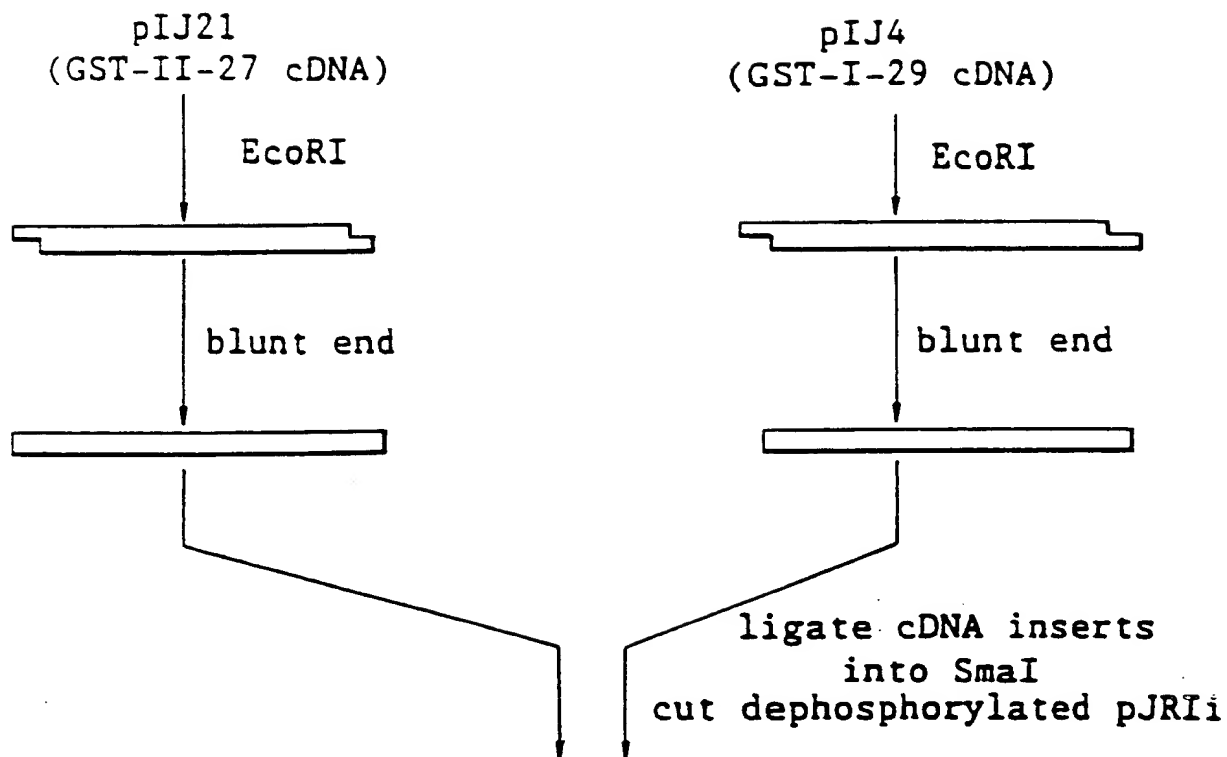 pIJ21
(GST-II-27 cDNA)
EcoRI
blunt end
pIJ4
(GST-I-29 cDNA)
EcoRI
blunt end
ligate cDNA inserts
into SmaI
cut dephosphorylated pJRIi